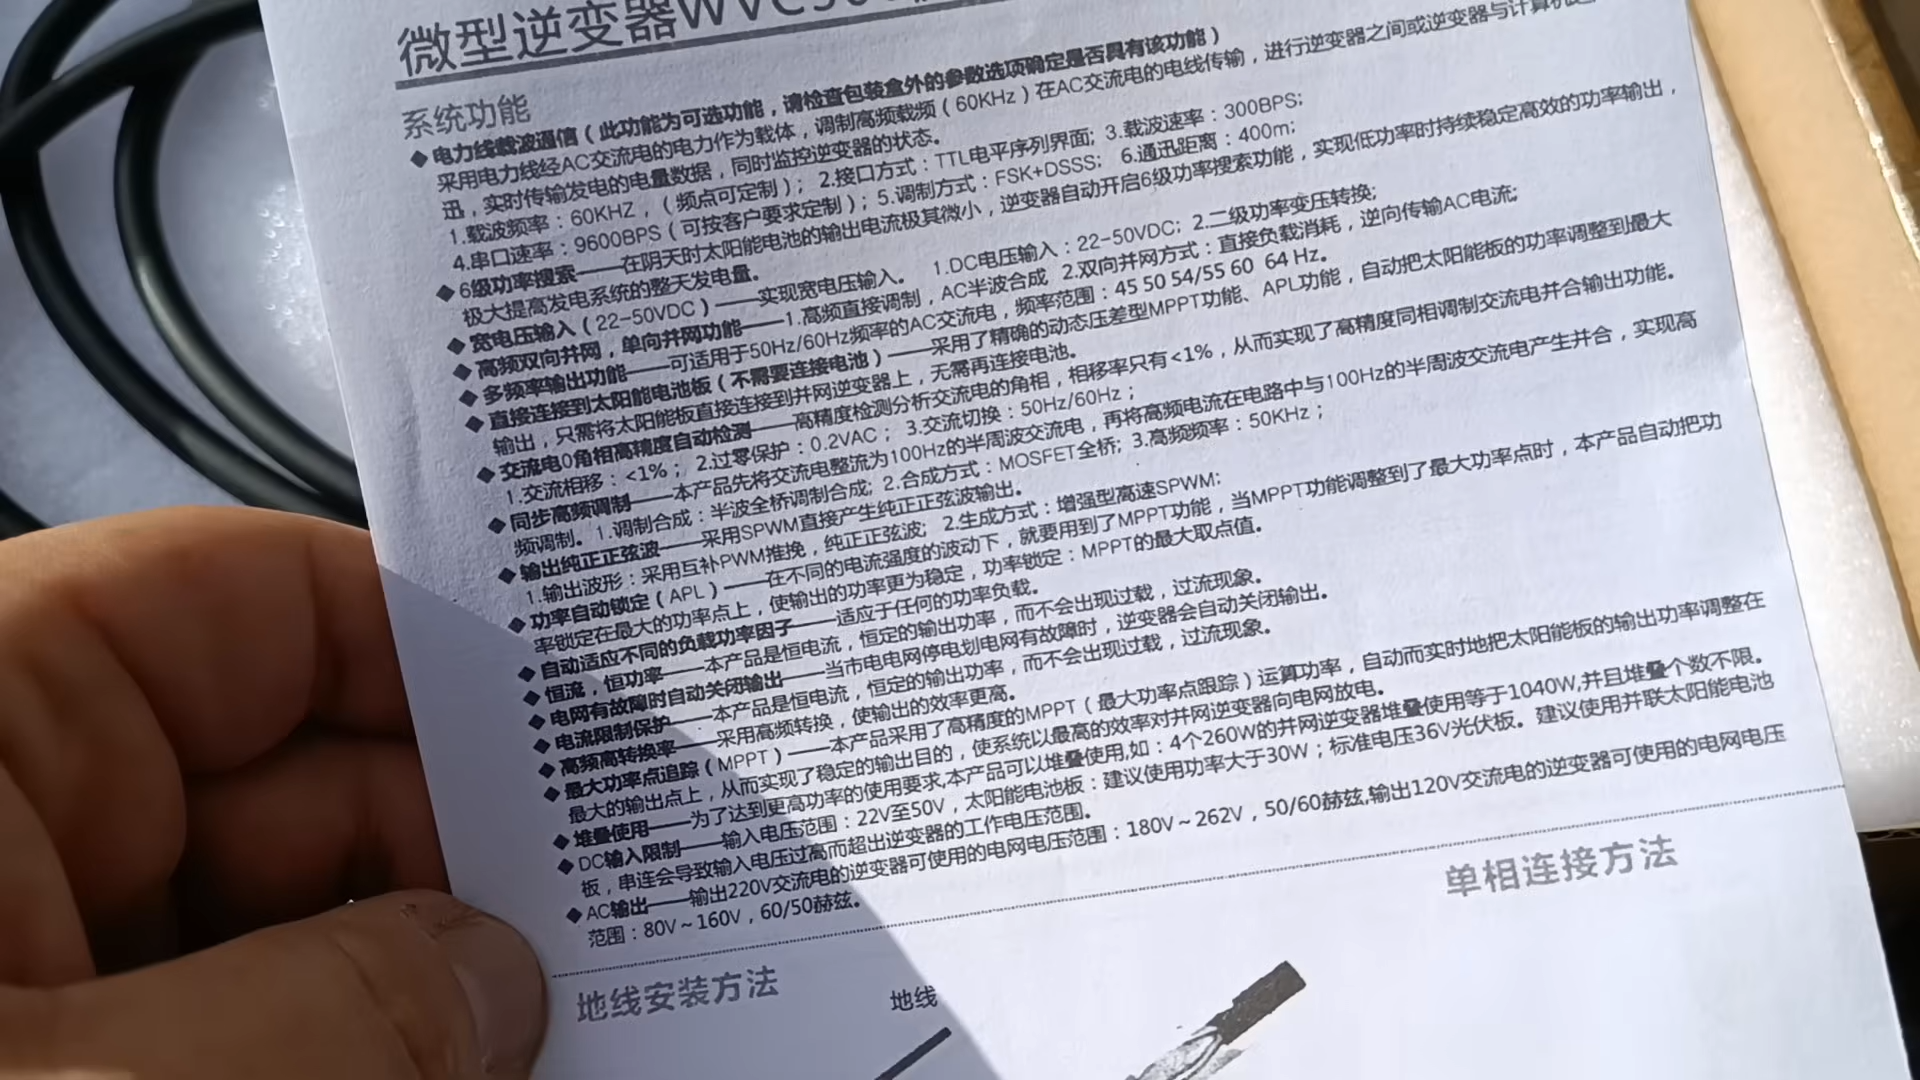 微型逆变器WVC
系统功能
◆ 电力线载波通信（此功能为可选功能，请检查包装盒外的参数选项确定是否具有该功能）
采用电力线经AC交流电的电力作为载体，调制高频载频（60KHz）在AC交流电的电线传输，进行逆变器之间或逆变器与计算机
迅，实时传输发电的电量数据，同时监控逆变器的状态。
1.载波频率：60KHZ，（频点可定制）；2.接口方式：TTL电平序列界面; 3.载波速率：300BPS;
4.串口速率：9600BPS（可按客户要求定制）；5.调制方式：FSK+DSSS; 6.通迅距离：400m;
◆ 6级功率搜索——在阴天时太阳能电池的输出电流极其微小，逆变器自动开启6级功率搜索功能，实现低功率时持续稳定高效的功率输出，
极大提高发电系统的整天发电量。
◆ 宽电压输入（22-50VDC）——实现宽电压输入。 1.DC电压输入：22-50VDC; 2.二级功率变压转换;
◆ 高频双向并网，单向并网功能——1.高频直接调制，AC半波合成 2.双向并网方式：直接负载消耗，逆向传输AC电流;
◆ 多频率输出功能——可适用于50Hz/60Hz频率的AC交流电，频率范围：45 50 54/55 60 64 Hz。
◆ 直接连接到太阳能电池板（不需要连接电池）——采用了精确的动态压差型MPPT功能、APL功能，自动把太阳能板的功率调整到最大
输出，只需将太阳能板直接连接到并网逆变器上，无需再连接电池。
◆ 交流电0角相高精度自动检测——高精度检测分析交流电的角相，相移率只有<1%，从而实现了高精度同相调制交流电并合输出功能。
1.交流相移：<1%； 2.过零保护：0.2VAC； 3.交流切换：50Hz/60Hz；
◆ 同步高频调制——本产品先将交流电整流为100Hz的半周波交流电，再将高频电流在电路中与100Hz的半周波交流电产生并合，实现高
频调制。1.调制合成：半波全桥调制合成; 2.合成方式：MOSFET全桥; 3.高频频率：50KHz；
◆ 输出纯正正弦波——采用SPWM直接产生纯正正弦波输出。
1.输出波形：采用互补PWM推挽，纯正正弦波; 2.生成方式：增强型高速SPWM;
◆ 功率自动锁定（APL）——在不同的电流强度的波动下，就要用到了MPPT功能，当MPPT功能调整到了最大功率点时，本产品自动把功
率锁定在最大的功率点上，使输出的功率更为稳定，功率锁定：MPPT的最大取点值。
◆ 自动适应不同的负载功率因子——适应于任何的功率负载。
◆ 恒流，恒功率——本产品是恒电流，恒定的输出功率，而不会出现过载，过流现象。
◆ 电网有故障时自动关闭输出——当市电电网停电划电网有故障时，逆变器会自动关闭输出。
◆ 电流限制保护——本产品是恒电流，恒定的输出功率，而不会出现过载，过流现象。
◆ 高频高转换率——采用高频转换，使输出的效率更高。
◆ 最大功率点追踪（MPPT）——本产品采用了高精度的MPPT（最大功率点跟踪）运算功率，自动而实时地把太阳能板的输出功率调整在
最大的输出点上，从而实现了稳定的输出目的，使系统以最高的效率对并网逆变器向电网放电。
◆ 堆叠使用——为了达到更高功率的使用要求,本产品可以堆叠使用,如：4个260W的并网逆变器堆叠使用等于1040W,并且堆叠个数不限。
◆ DC输入限制——输入电压范围：22V至50V，太阳能电池板：建议使用功率大于30W；标准电压36V光伏板。建议使用并联太阳能电池
板，串连会导致输入电压过高而超出逆变器的工作电压范围。
◆ AC输出——输出220V交流电的逆变器可使用的电网电压范围：180V～262V，50/60赫兹,输出120V交流电的逆变器可使用的电网电压
范围：80V～160V，60/50赫兹。
地线安装方法
单相连接方法
地线